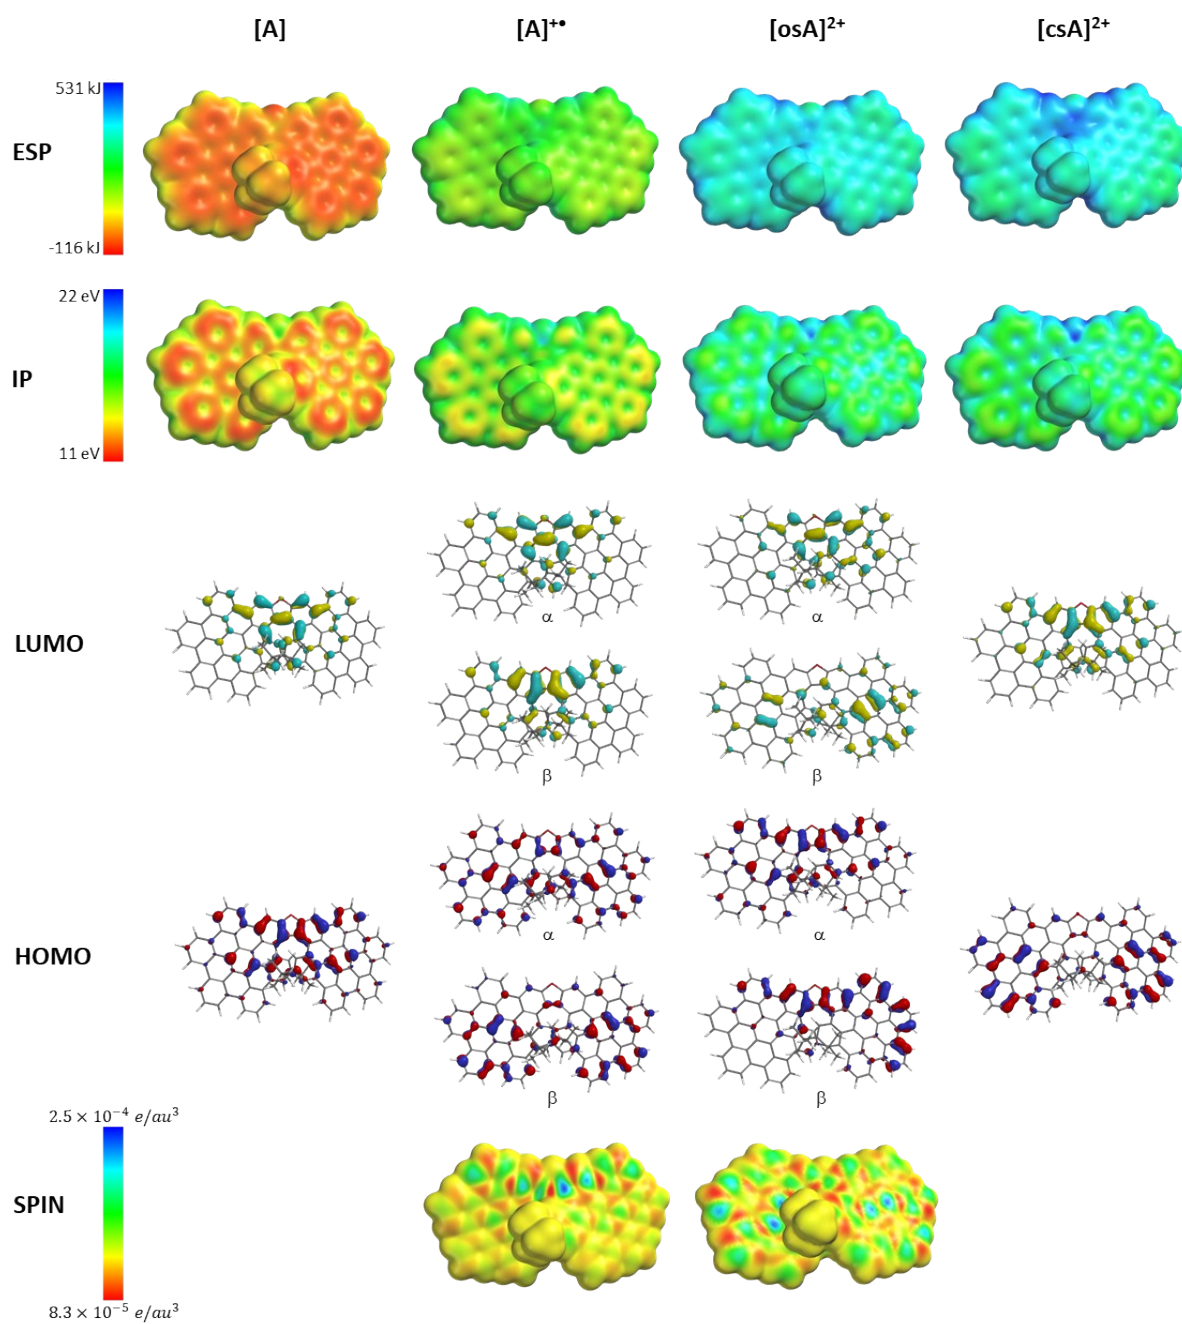 [A] [A]⁺• [osA]²⁺ [csA]²⁺
531 kJ
ESP
-116 kJ
22 eV
IP
11 eV
α α
LUMO
β β
α α
HOMO
β β
2.5 × 10⁻⁴ e/au³
SPIN
8.3 × 10⁻⁵ e/au³